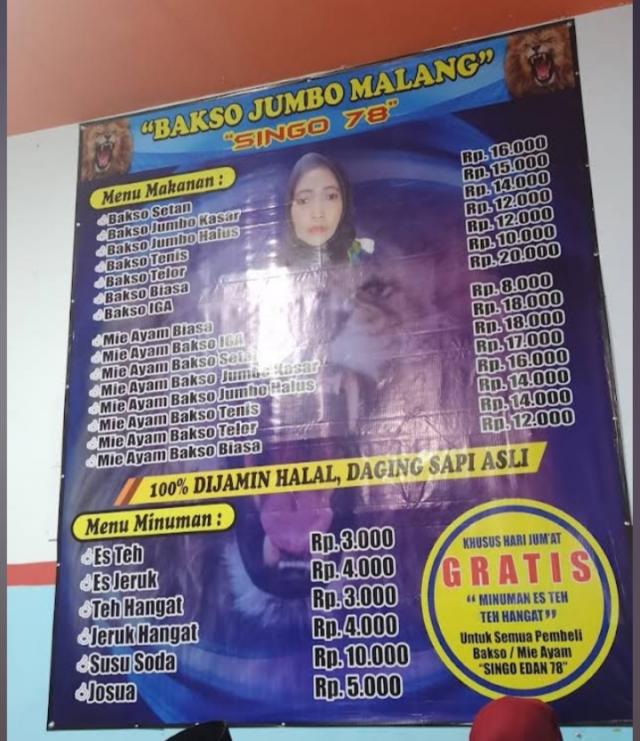 "BAKSO JUMBO MALANG"
"SINGO 78"
Menu Makanan :
Bakso Setan Rp. 16.000
Bakso Jumbo Kasar Rp. 15.000
Bakso Jumbo Halus Rp. 14.000
Bakso Tenis Rp. 12.000
Bakso Telor Rp. 12.000
Bakso Biasa Rp. 10.000
Bakso IGA Rp. 20.000
Mie Ayam Biasa Rp. 8.000
Mie Ayam Bakso IGA Rp. 18.000
Mie Ayam Bakso Setan Rp. 18.000
Mie Ayam Bakso Jumbo Kasar Rp. 17.000
Mie Ayam Bakso Jumbo Halus Rp. 16.000
Mie Ayam Bakso Tenis Rp. 14.000
Mie Ayam Bakso Telor Rp. 14.000
Mie Ayam Bakso Biasa Rp. 12.000
100% DIJAMIN HALAL, DAGING SAPI ASLI
Menu Minuman :
Es Teh Rp. 3.000
Es Jeruk Rp. 4.000
Teh Hangat Rp. 3.000
Jeruk Hangat Rp. 4.000
Susu Soda Rp. 10.000
Josua Rp. 5.000
KHUSUS HARI JUM'AT
GRATIS
"MINUMAN ES TEH
TEH HANGAT"
Untuk Semua Pembeli
Bakso / Mie Ayam
"SINGO EDAN 78"